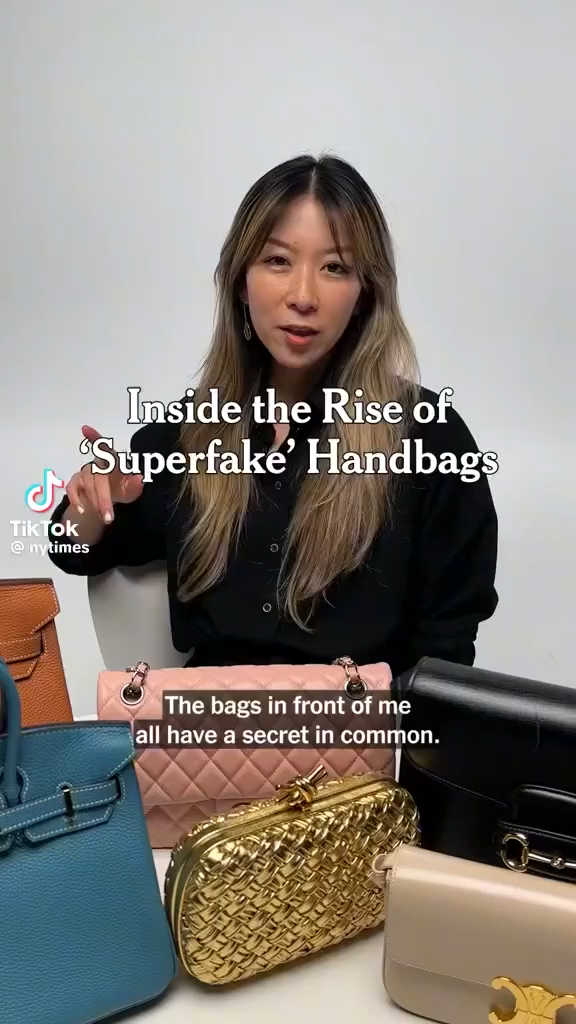 Inside the Rise of
‘Superfake’ Handbags
TikTok
@ nytimes
The bags in front of me
all have a secret in common.